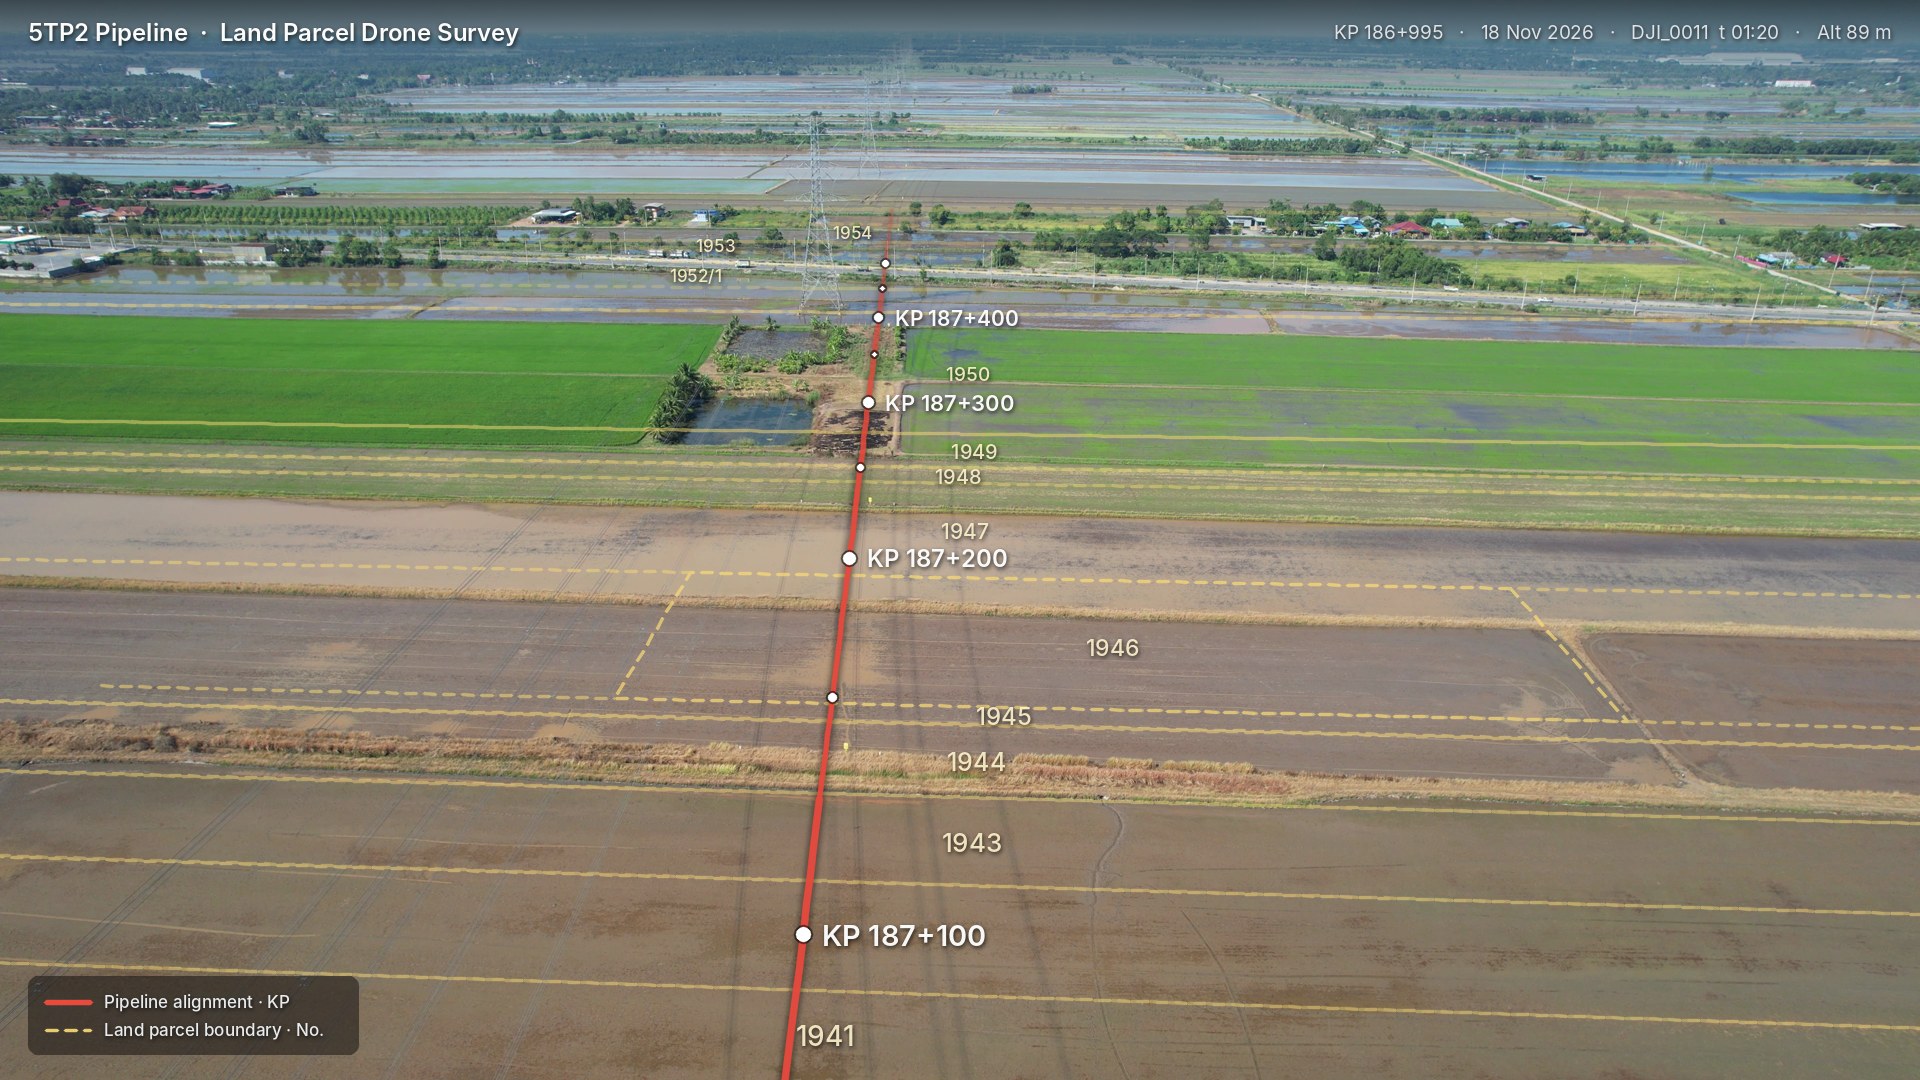 5TP2 Pipeline · Land Parcel Drone Survey
KP 186+995 · 18 Nov 2026 · DJI_0011 t 01:20 · Alt 89 m
1954
1953
1952/1
KP 187+400
1950
KP 187+300
1949
1948
1947
KP 187+200
1946
1945
1944
1943
KP 187+100
1941
Pipeline alignment · KP
Land parcel boundary · No.